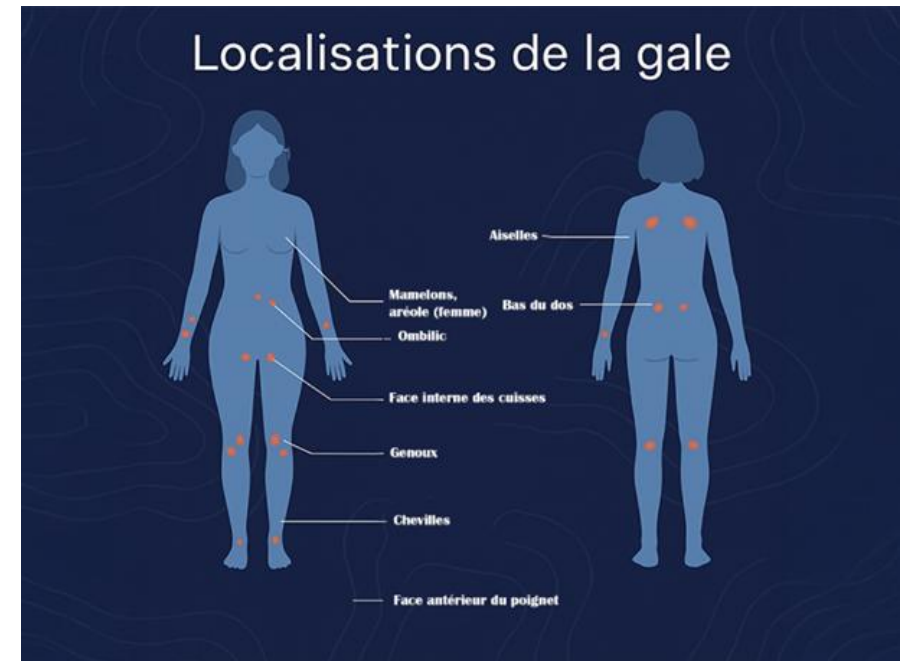 Localisations de la gale
Aiselles
Mamelons,
aréole (femme)
Bas du dos
Ombilic
Face interne des cuisses
Genoux
Chevilles
Face antérieur du poignet